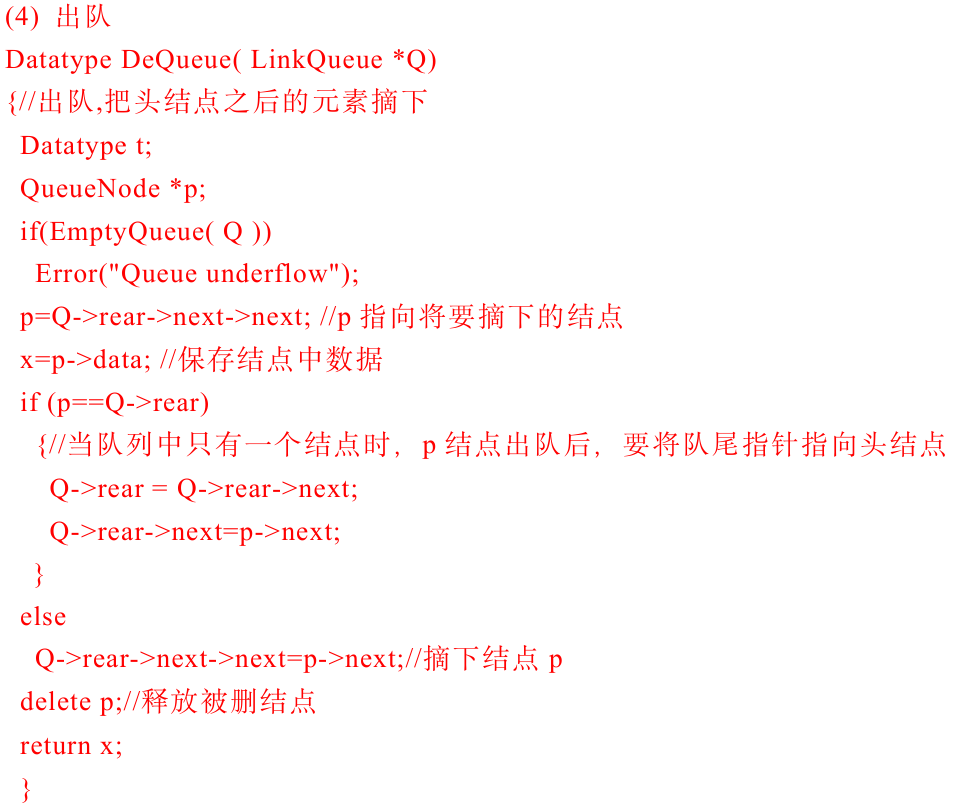 (4) 出队
Datatype DeQueue( LinkQueue *Q)
{//出队,把头结点之后的元素摘下
Datatype t;
QueueNode *p;
if(EmptyQueue( Q ))
Error("Queue underflow");
p=Q->rear->next->next; //p 指向将要摘下的结点
x=p->data; //保存结点中数据
if (p==Q->rear)
{//当队列中只有一个结点时，p 结点出队后，要将队尾指针指向头结点
Q->rear = Q->rear->next;
Q->rear->next=p->next;
}
else
Q->rear->next->next=p->next;//摘下结点 p
delete p;//释放被删结点
return x;
}